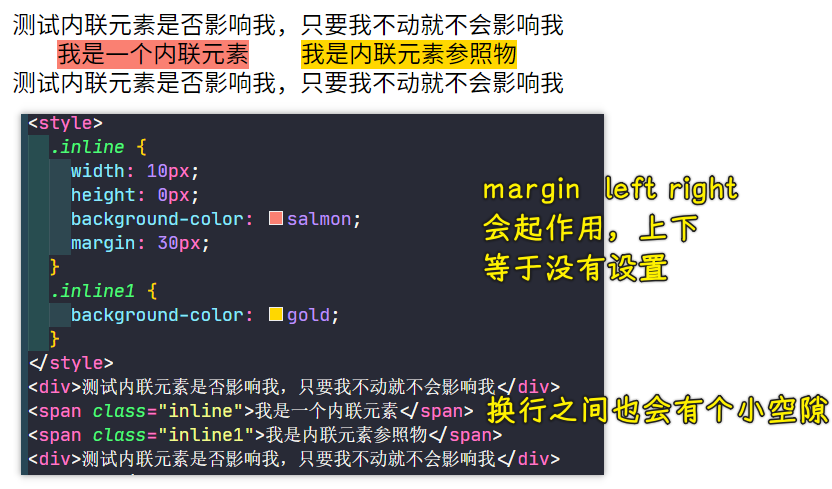 测试内联元素是否影响我，只要我不动就不会影响我
我是一个内联元素 我是内联元素参照物
测试内联元素是否影响我，只要我不动就不会影响我
<style>
.inline {
width: 10px;
height: 0px;
background-color: salmon;
margin: 30px;
}
.inline1 {
background-color: gold;
}
</style>
<div>测试内联元素是否影响我，只要我不动就不会影响我</div>
<span class="inline">我是一个内联元素</span>
<span class="inline1">我是内联元素参照物</span>
<div>测试内联元素是否影响我，只要我不动就不会影响我</div>
margin left right
会起作用，上下
等于没有设置
换行之间也会有个小空隙